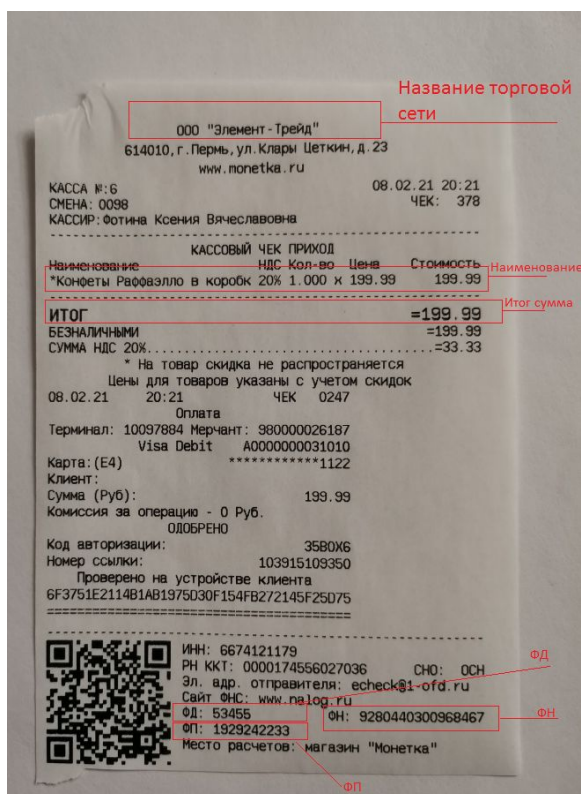 Название торговой
сети
ООО "Элемент-Трейд"
614010,г.Пермь,ул.Клары Цеткин,д.23
www.monetka.ru
КАССА №:6 08.02.21 20:21
СМЕНА: 0098 ЧЕК: 378
КАССИР:Фотина Ксения Вячеславовна
КАССОВЫЙ ЧЕК ПРИХОД
Наименование НДС Кол-во Цена Стоимость
Наименование
*Конфеты Раффаэлло в коробк 20% 1.000 x 199.99 199.99
Итог сумма
ИТОГ =199.99
БЕЗНАЛИЧНЫМИ =199.99
СУММА НДС 20%..................................=33.33
* На товар скидка не распространяется
Цены для товаров указаны с учетом скидок
08.02.21 20:21 ЧЕК 0247
Оплата
Терминал: 10097884 Мерчант: 980000026187
Visa Debit A0000000031010
Карта:(E4) ************1122
Клиент:
Сумма (Руб): 199.99
Комиссия за операцию - 0 Руб.
ОДОБРЕНО
Код авторизации: 35B0X6
Номер ссылки: 103915109350
Проверено на устройстве клиента
6F3751E2114B1AB1975D30F154FB272145F25D75
ИНН: 6674121179
РН ККТ: 0000174556027036 СНО: ОСН
Эл. адр. отправителя: echeck@1-ofd.ru
Сайт ФНС: www.nalog.ru
ФД
ФД: 53455 ФН: 9280440300968467
ФН
ФП: 1929242233
Место расчетов: магазин "Монетка"
ФП